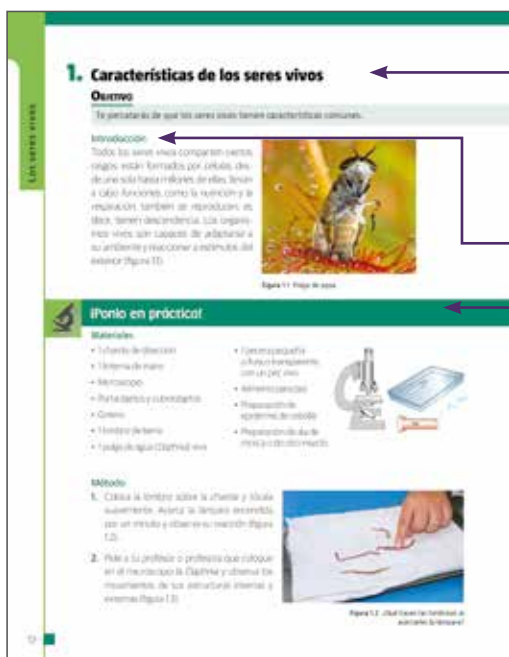 Los seres vivos
1. Características de los seres vivos
Objetivo
Te percatarás de que los seres vivos tienen características comunes.
Introducción
Todos los seres vivos comparten ciertos
rasgos: están formados por células, des-
de una sola hasta millones de ellas; llevan
a cabo funciones como la nutrición y la
respiración; también se reproducen, es
decir, tienen descendencia. Los organis-
mos vivos son capaces de adaptarse a
su ambiente y reaccionar a estímulos del
exterior (figura 1.1).
Figura 1.1 Pulga de agua.
¡Ponlo en práctica!
Materiales
• 1 charola de disección
• 1 linterna de mano
• Microscopio
• Portaobjetos y cubreobjetos
• Gotero
• 1 lombriz de tierra
• 1 pulga de agua (Daphnia) viva
• 1 pecera pequeña
o frasco transparente
con un pez vivo
• Alimento para pez
• Preparación de
epidermis de cebolla
• Preparación de ala de
mosca u otro insecto
Método
1. Coloca la lombriz sobre la charola y tócala
suavemente. Acerca la lámpara encendida
por un minuto y observa su reacción (figura
1.2).
2. Pide a tu profesor o profesora que coloque
en el microscopio la Daphnia y observa los
movimientos de sus estructuras internas y
externas (figura 1.3).
Figura 1.2 ¿Qué hacen las lombrices al
acercarles la lámpara?